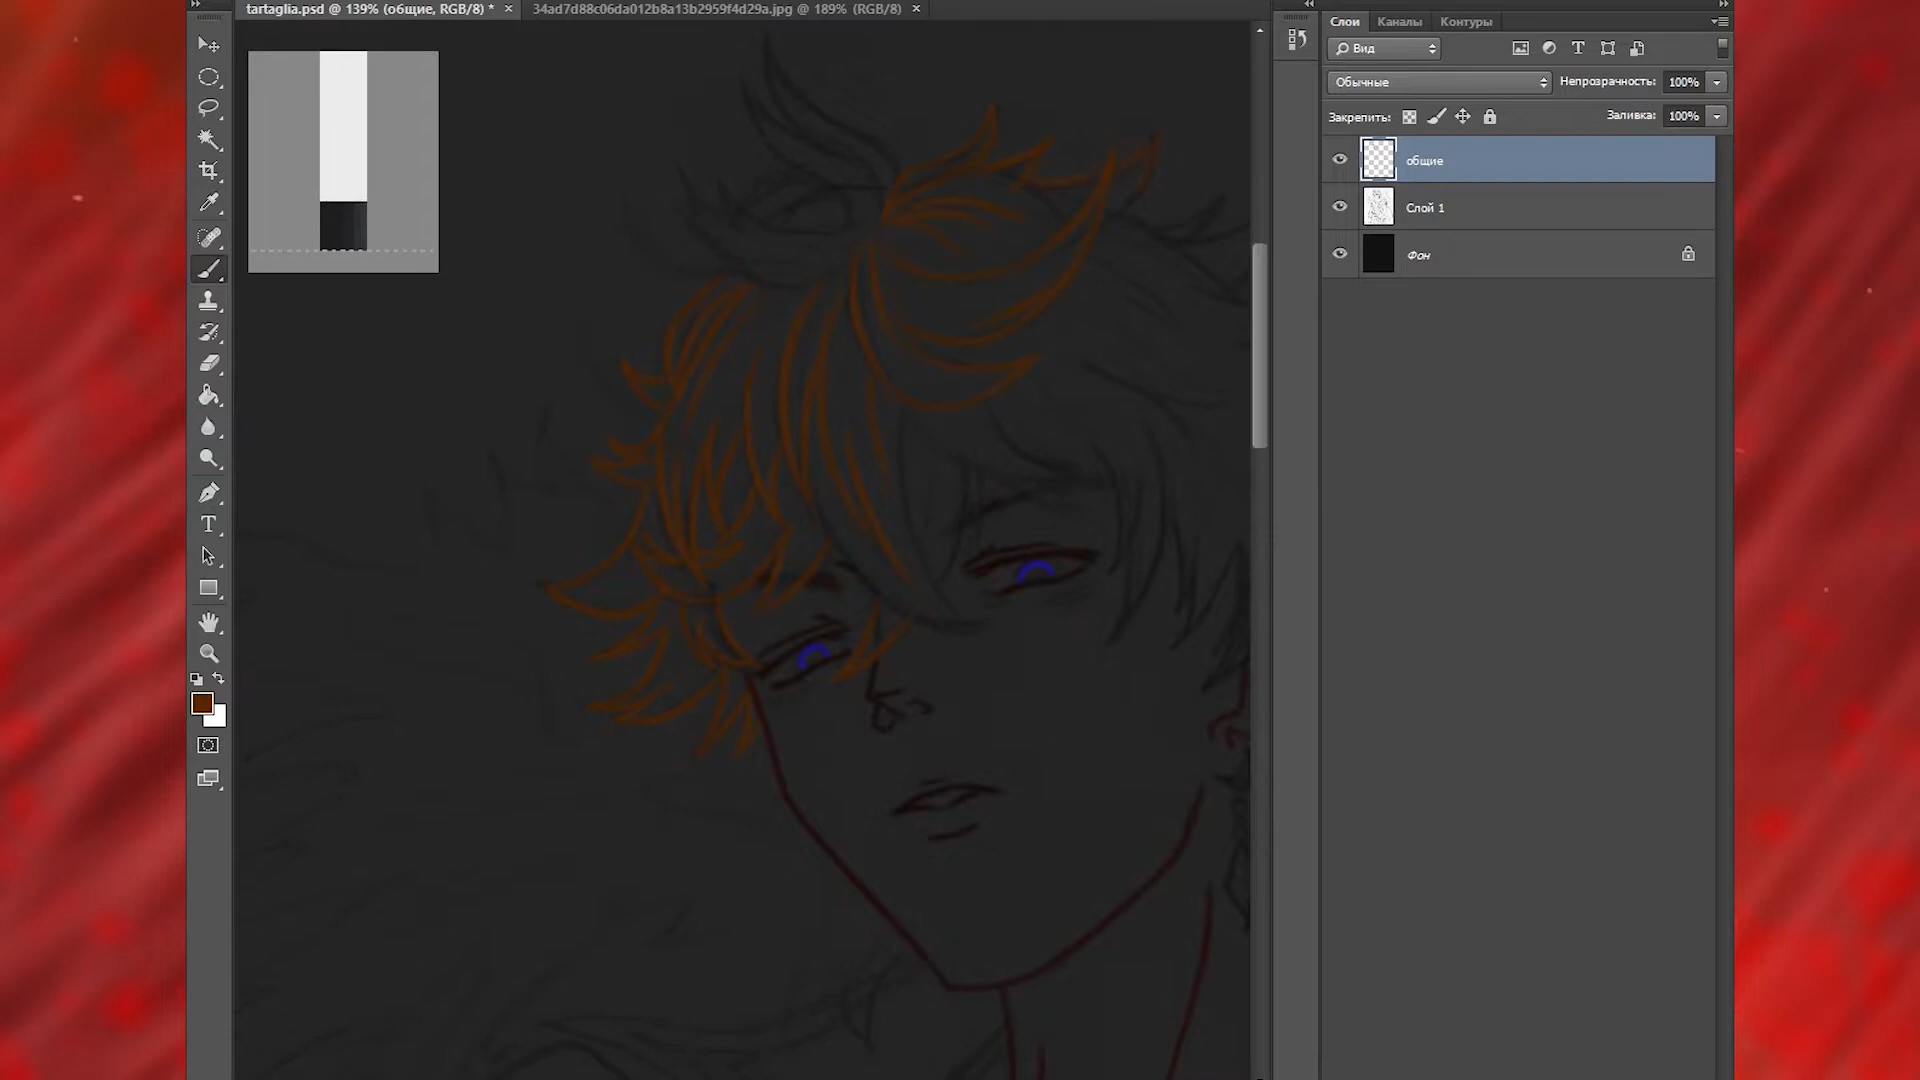 tartaglia.psd @ 139% (общие, RGB/8) * ×
34ad7d88c06da012b8a13b2959f4d29a.jpg @ 189% (RGB/8) ×
Слои Каналы Контуры
Вид
Обычные
Непрозрачность: 100%
Закрепить:
Заливка: 100%
общие
Слой 1
Фон